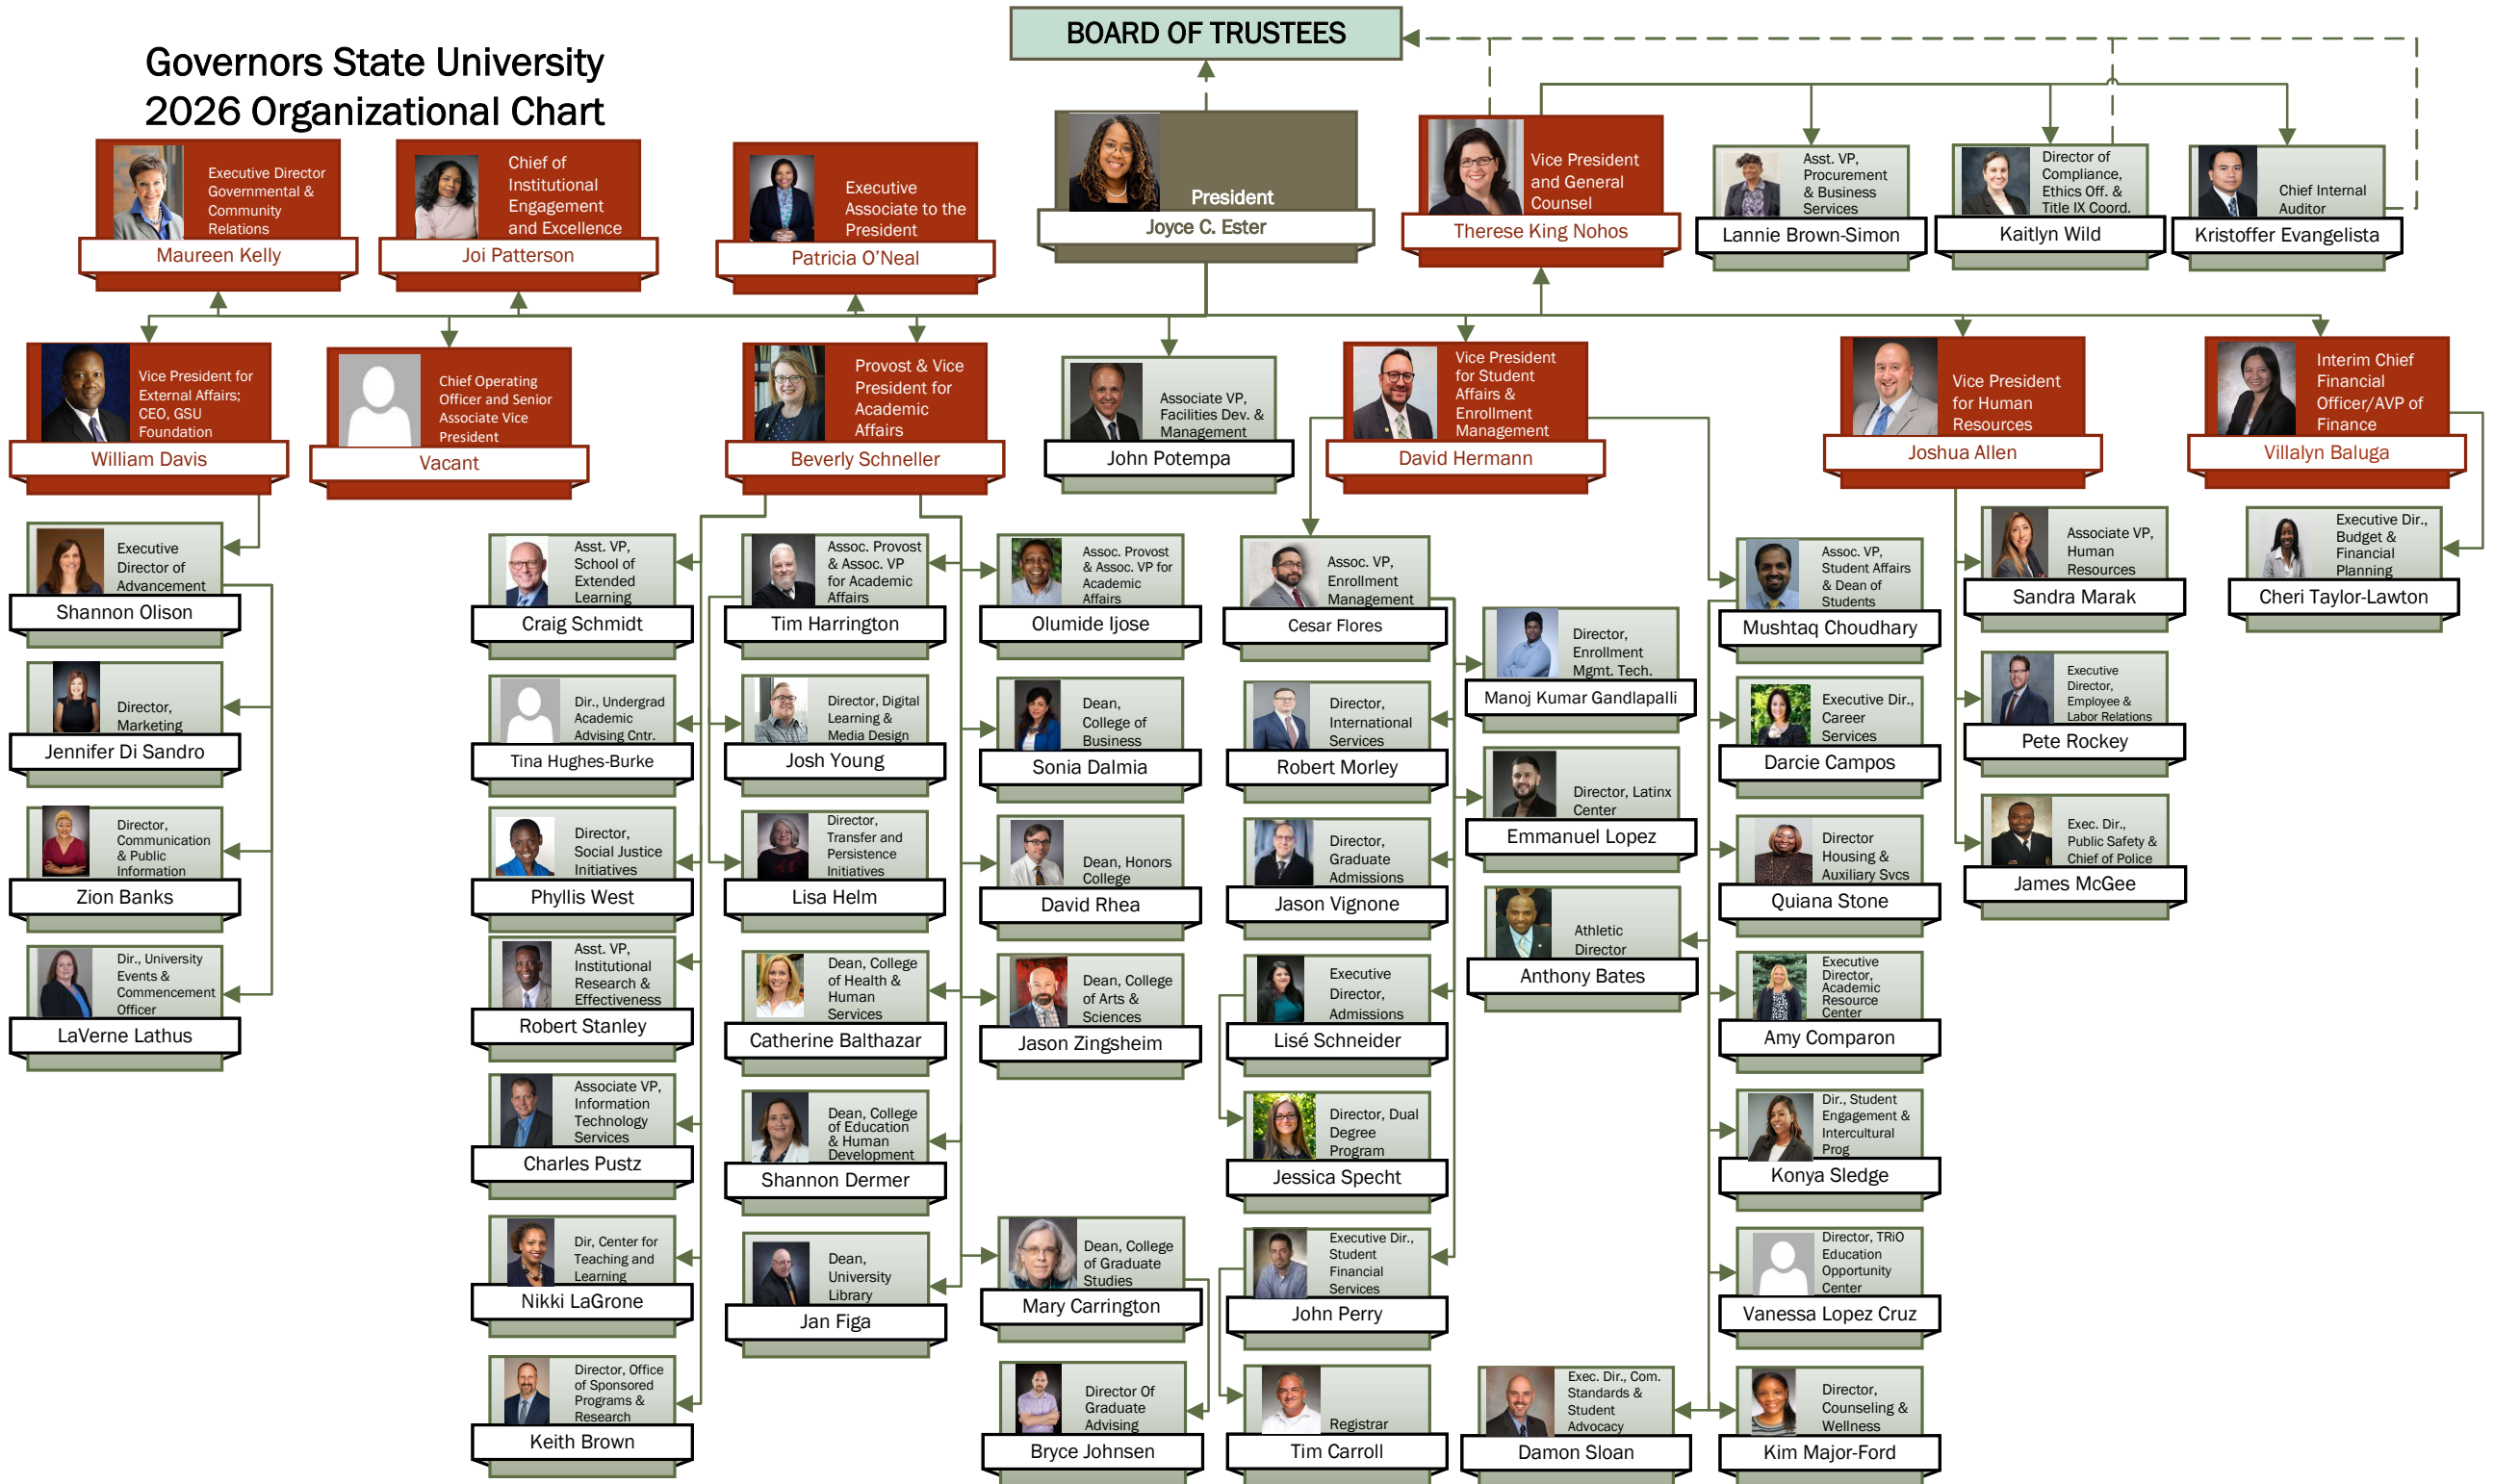 BOARD OF TRUSTEES
Governors State University
2026 Organizational Chart
Executive Director
Governmental &
Community
Relations
Maureen Kelly
Chief of
Institutional
Engagement
and Excellence
Joi Patterson
Executive
Associate to the
President
Patricia O'Neal
President
Joyce C. Ester
Vice President
and General
Counsel
Therese King Nohos
Asst. VP,
Procurement
& Business
Services
Lannie Brown-Simon
Director of
Compliance,
Ethics Off. &
Title IX Coord.
Kaitlyn Wild
Chief Internal
Auditor
Kristoffer Evangelista
Vice President for
External Affairs;
CEO, GSU
Foundation
William Davis
Chief Operating
Officer and Senior
Associate Vice
President
Vacant
Provost & Vice
President for
Academic
Affairs
Beverly Schneller
Associate VP,
Facilities Dev. &
Management
John Potempa
Vice President
for Student
Affairs &
Enrollment
Management
David Hermann
Vice President
for Human
Resources
Joshua Allen
Interim Chief
Financial
Officer/AVP of
Finance
Villalyn Baluga
Executive
Director of
Advancement
Shannon Olison
Director,
Marketing
Jennifer Di Sandro
Director,
Communication
& Public
Information
Zion Banks
Dir., University
Events &
Commencement
Officer
LaVerne Lathus
Asst. VP,
School of
Extended
Learning
Craig Schmidt
Dir., Undergrad
Academic
Advising Cntr.
Tina Hughes-Burke
Director,
Social Justice
Initiatives
Phyllis West
Asst. VP,
Institutional
Research &
Effectiveness
Robert Stanley
Associate VP,
Information
Technology
Services
Charles Pustz
Dir, Center for
Teaching and
Learning
Nikki LaGrone
Director, Office
of Sponsored
Programs &
Research
Keith Brown
Assoc. Provost
& Assoc. VP
for Academic
Affairs
Tim Harrington
Director, Digital
Learning &
Media Design
Josh Young
Director,
Transfer and
Persistence
Initiatives
Lisa Helm
Dean, College
of Health &
Human
Services
Catherine Balthazar
Dean, College
of Education
& Human
Development
Shannon Dermer
Dean,
University
Library
Jan Figa
Assoc. Provost
& Assoc. VP for
Academic
Affairs
Olumide Ijose
Dean,
College of
Business
Sonia Dalmia
Dean, Honors
College
David Rhea
Dean, College
of Arts &
Sciences
Jason Zingsheim
Dean, College
of Graduate
Studies
Mary Carrington
Director Of
Graduate
Advising
Bryce Johnsen
Assoc. VP,
Enrollment
Management
Cesar Flores
Director,
International
Services
Robert Morley
Director,
Graduate
Admissions
Jason Vignone
Executive
Director,
Admissions
Lisé Schneider
Director, Dual
Degree
Program
Jessica Specht
Executive Dir.,
Student
Financial
Services
John Perry
Registrar
Tim Carroll
Director,
Enrollment
Mgmt. Tech.
Manoj Kumar Gandlapalli
Director, Latinx
Center
Emmanuel Lopez
Athletic
Director
Anthony Bates
Exec. Dir., Com.
Standards &
Student
Advocacy
Damon Sloan
Assoc. VP,
Student Affairs
& Dean of
Students
Mushtaq Choudhary
Executive Dir.,
Career
Services
Darcie Campos
Director
Housing &
Auxiliary Svcs
Quiana Stone
Executive
Director,
Academic
Resource
Center
Amy Comparon
Dir., Student
Engagement &
Intercultural
Prog
Konya Sledge
Director, TRiO
Education
Opportunity
Center
Vanessa Lopez Cruz
Director,
Counseling &
Wellness
Kim Major-Ford
Associate VP,
Human
Resources
Sandra Marak
Executive
Director,
Employee &
Labor Relations
Pete Rockey
Exec. Dir.,
Public Safety &
Chief of Police
James McGee
Executive Dir.,
Budget &
Financial
Planning
Cheri Taylor-Lawton